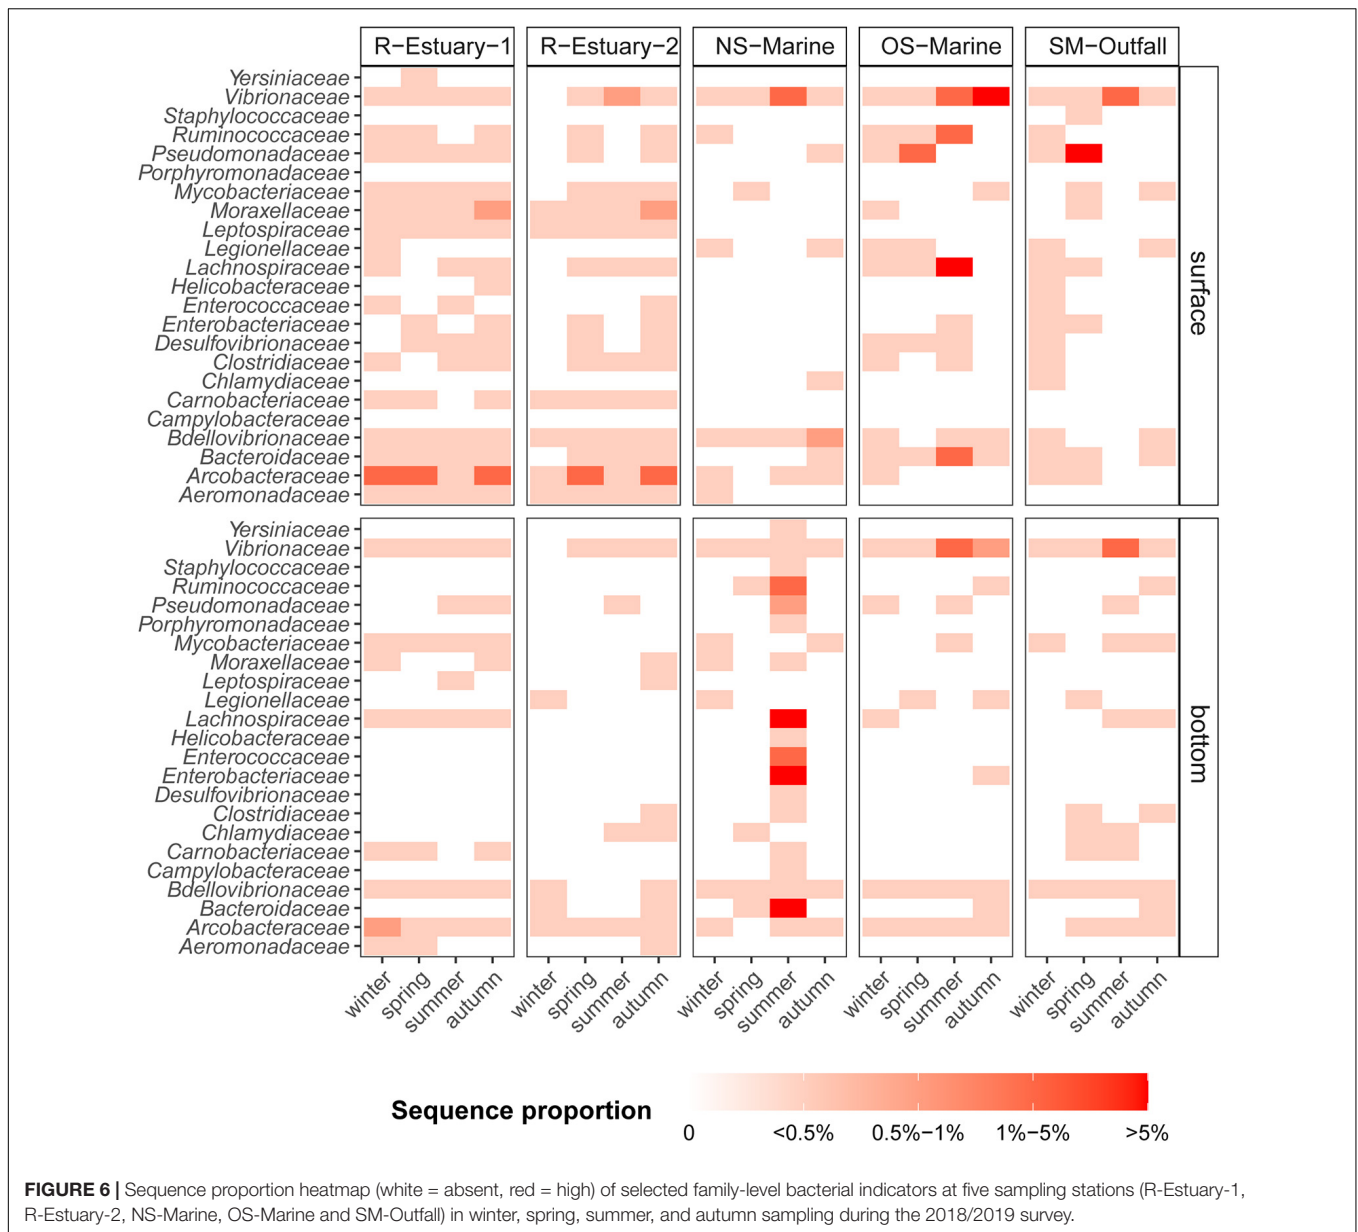 R−Estuary−1 R−Estuary−2 NS−Marine OS−Marine SM−Outfall
Yersiniaceae
Vibrionaceae
Staphylococcaceae
Ruminococcaceae
Pseudomonadaceae
Porphyromonadaceae
Mycobacteriaceae
Moraxellaceae
Leptospiraceae
Legionellaceae
Lachnospiraceae
Helicobacteraceae
Enterococcaceae
Enterobacteriaceae
Desulfovibrionaceae
Clostridiaceae
Chlamydiaceae
Carnobacteriaceae
Campylobacteraceae
Bdellovibrionaceae
Bacteroidaceae
Arcobacteraceae
Aeromonadaceae
surface
Yersiniaceae
Vibrionaceae
Staphylococcaceae
Ruminococcaceae
Pseudomonadaceae
Porphyromonadaceae
Mycobacteriaceae
Moraxellaceae
Leptospiraceae
Legionellaceae
Lachnospiraceae
Helicobacteraceae
Enterococcaceae
Enterobacteriaceae
Desulfovibrionaceae
Clostridiaceae
Chlamydiaceae
Carnobacteriaceae
Campylobacteraceae
Bdellovibrionaceae
Bacteroidaceae
Arcobacteraceae
Aeromonadaceae
bottom
winter spring summer autumn winter spring summer autumn winter spring summer autumn winter spring summer autumn winter spring summer autumn
Sequence proportion
0 <0.5% 0.5%−1% 1%−5% >5%
FIGURE 6 | Sequence proportion heatmap (white = absent, red = high) of selected family-level bacterial indicators at five sampling stations (R-Estuary-1,
R-Estuary-2, NS-Marine, OS-Marine and SM-Outfall) in winter, spring, summer, and autumn sampling during the 2018/2019 survey.